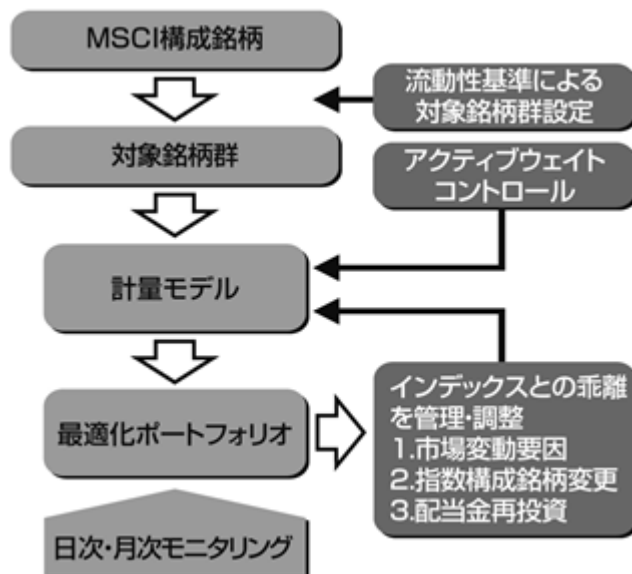 MSCI構成銘柄
流動性基準による
対象銘柄群設定
対象銘柄群
アクティブウェイト
コントロール
計量モデル
最適化ポートフォリオ
インデックスとの乖離
を管理・調整
1.市場変動要因
2.指数構成銘柄変更
3.配当金再投資
日次・月次モニタリング